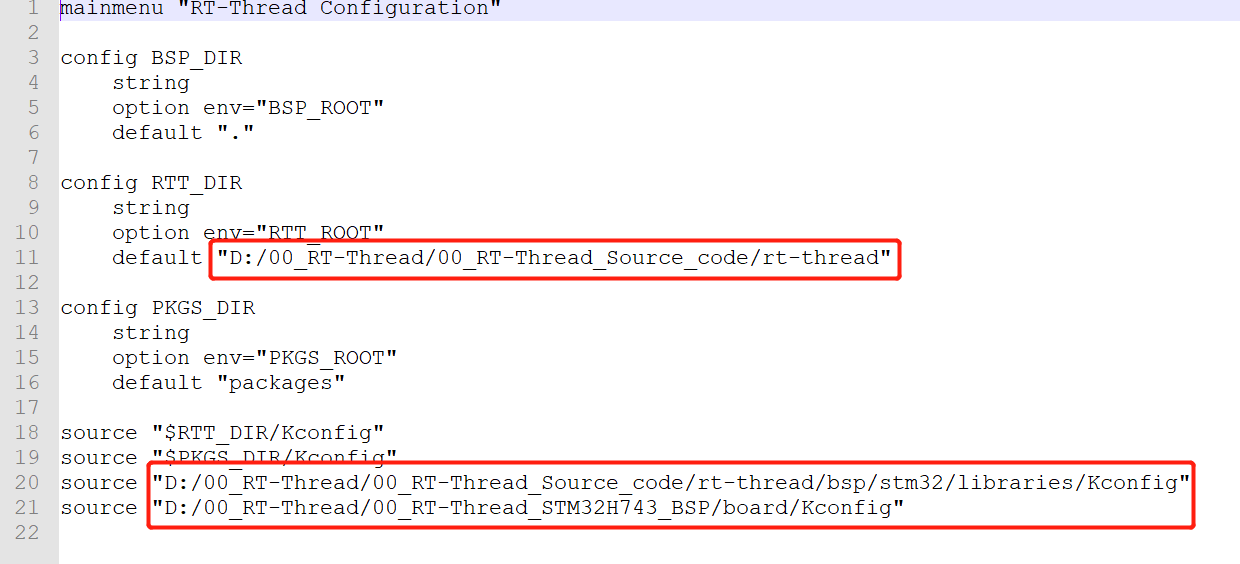 1 mainmenu "RT-Thread Configuration"
2
3 config BSP_DIR
4     string
5     option env="BSP_ROOT"
6     default "."
7
8 config RTT_DIR
9     string
10     option env="RTT_ROOT"
11     default "D:/00_RT-Thread/00_RT-Thread_Source_code/rt-thread"
12
13 config PKGS_DIR
14     string
15     option env="PKGS_ROOT"
16     default "packages"
17
18 source "$RTT_DIR/Kconfig"
19 source "$PKGS_DIR/Kconfig"
20 source "D:/00_RT-Thread/00_RT-Thread_Source_code/rt-thread/bsp/stm32/libraries/Kconfig"
21 source "D:/00_RT-Thread/00_RT-Thread_STM32H743_BSP/board/Kconfig"
22